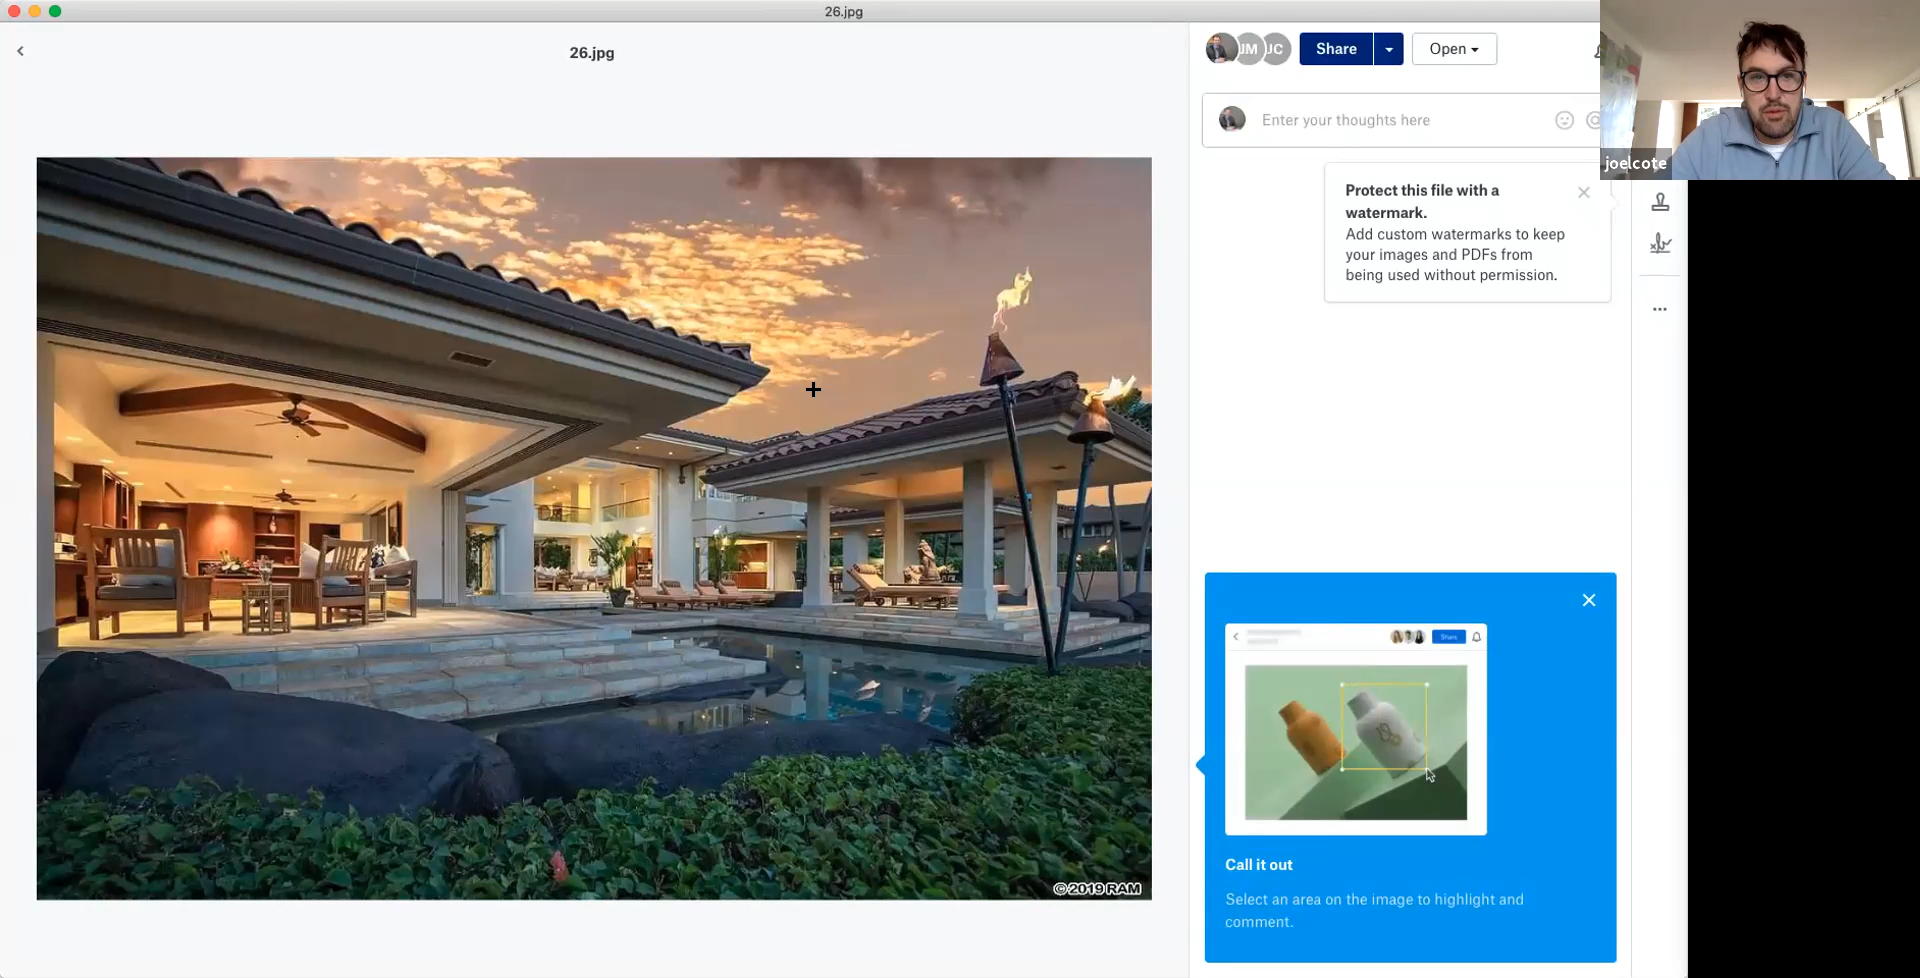 26.jpg
26.jpg
JM
JC
Share
Open
joelcote
Enter your thoughts here
Protect this file with a
watermark.
Add custom watermarks to keep
your images and PDFs from
being used without permission.
Share
Call it out
Select an area on the image to highlight and
comment.
©2019 RAM